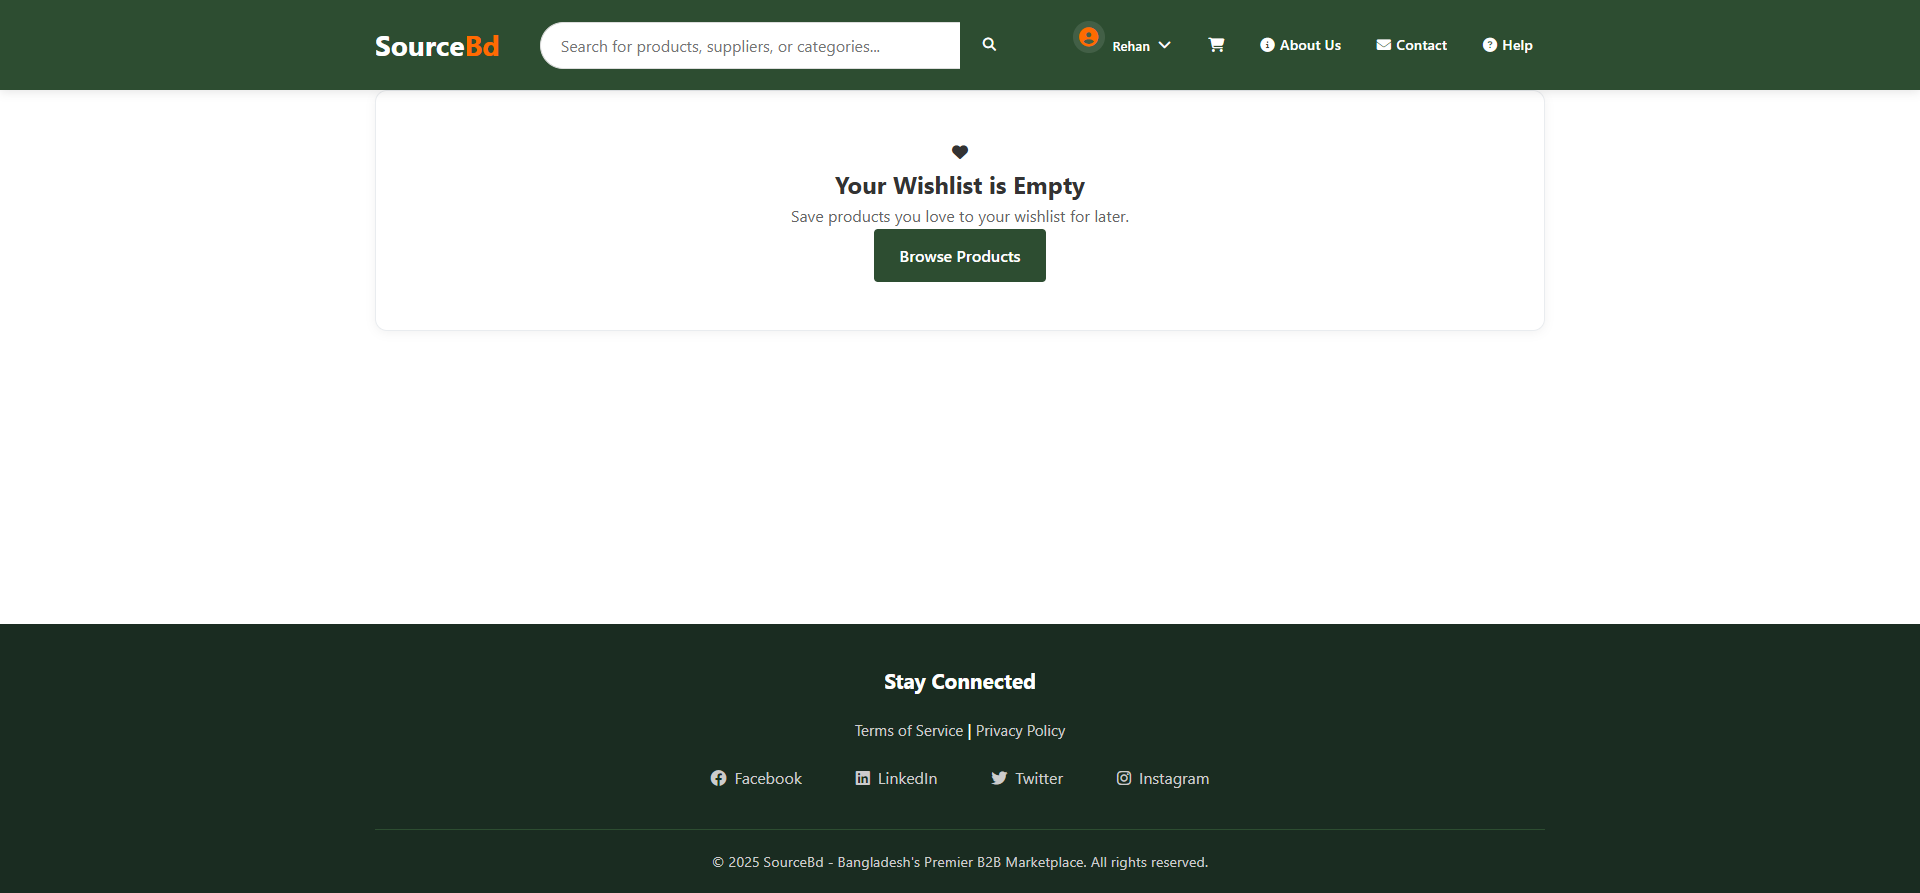 SourceBd
Search for products, suppliers, or categories...
Rehan
About Us
Contact
Help
Your Wishlist is Empty
Save products you love to your wishlist for later.
Browse Products
Stay Connected
Terms of Service | Privacy Policy
Facebook LinkedIn Twitter Instagram
© 2025 SourceBd - Bangladesh's Premier B2B Marketplace. All rights reserved.